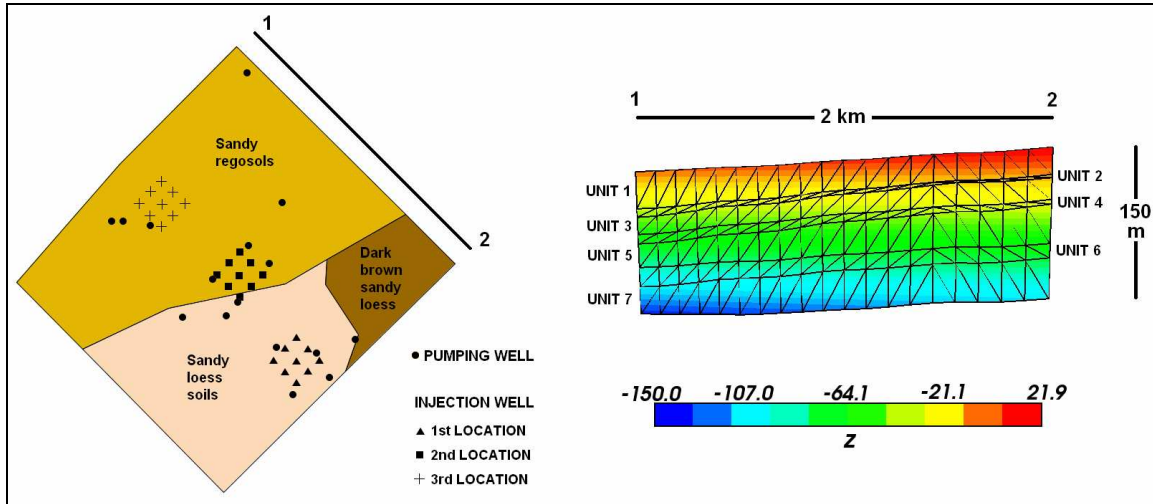 1
Sandy
regosols
2
Dark
brown
sandy
loess
Sandy
loess
soils
PUMPING WELL
INJECTION WELL
1st LOCATION
2nd LOCATION
3rd LOCATION
1
2
2 km
UNIT 1
UNIT 2
UNIT 3
UNIT 4
UNIT 5
UNIT 6
UNIT 7
150
m
-150.0 -107.0 -64.1 -21.1 21.9
Z